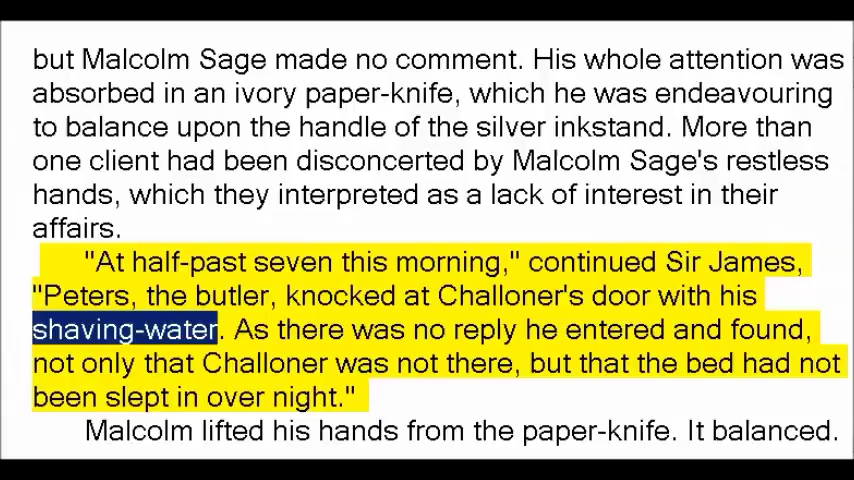 but Malcolm Sage made no comment. His whole attention was
absorbed in an ivory paper-knife, which he was endeavouring
to balance upon the handle of the silver inkstand. More than
one client had been disconcerted by Malcolm Sage's restless
hands, which they interpreted as a lack of interest in their
affairs.
"At half-past seven this morning," continued Sir James,
"Peters, the butler, knocked at Challoner's door with his
shaving-water. As there was no reply he entered and found,
not only that Challoner was not there, but that the bed had not
been slept in over night."
Malcolm lifted his hands from the paper-knife. It balanced.